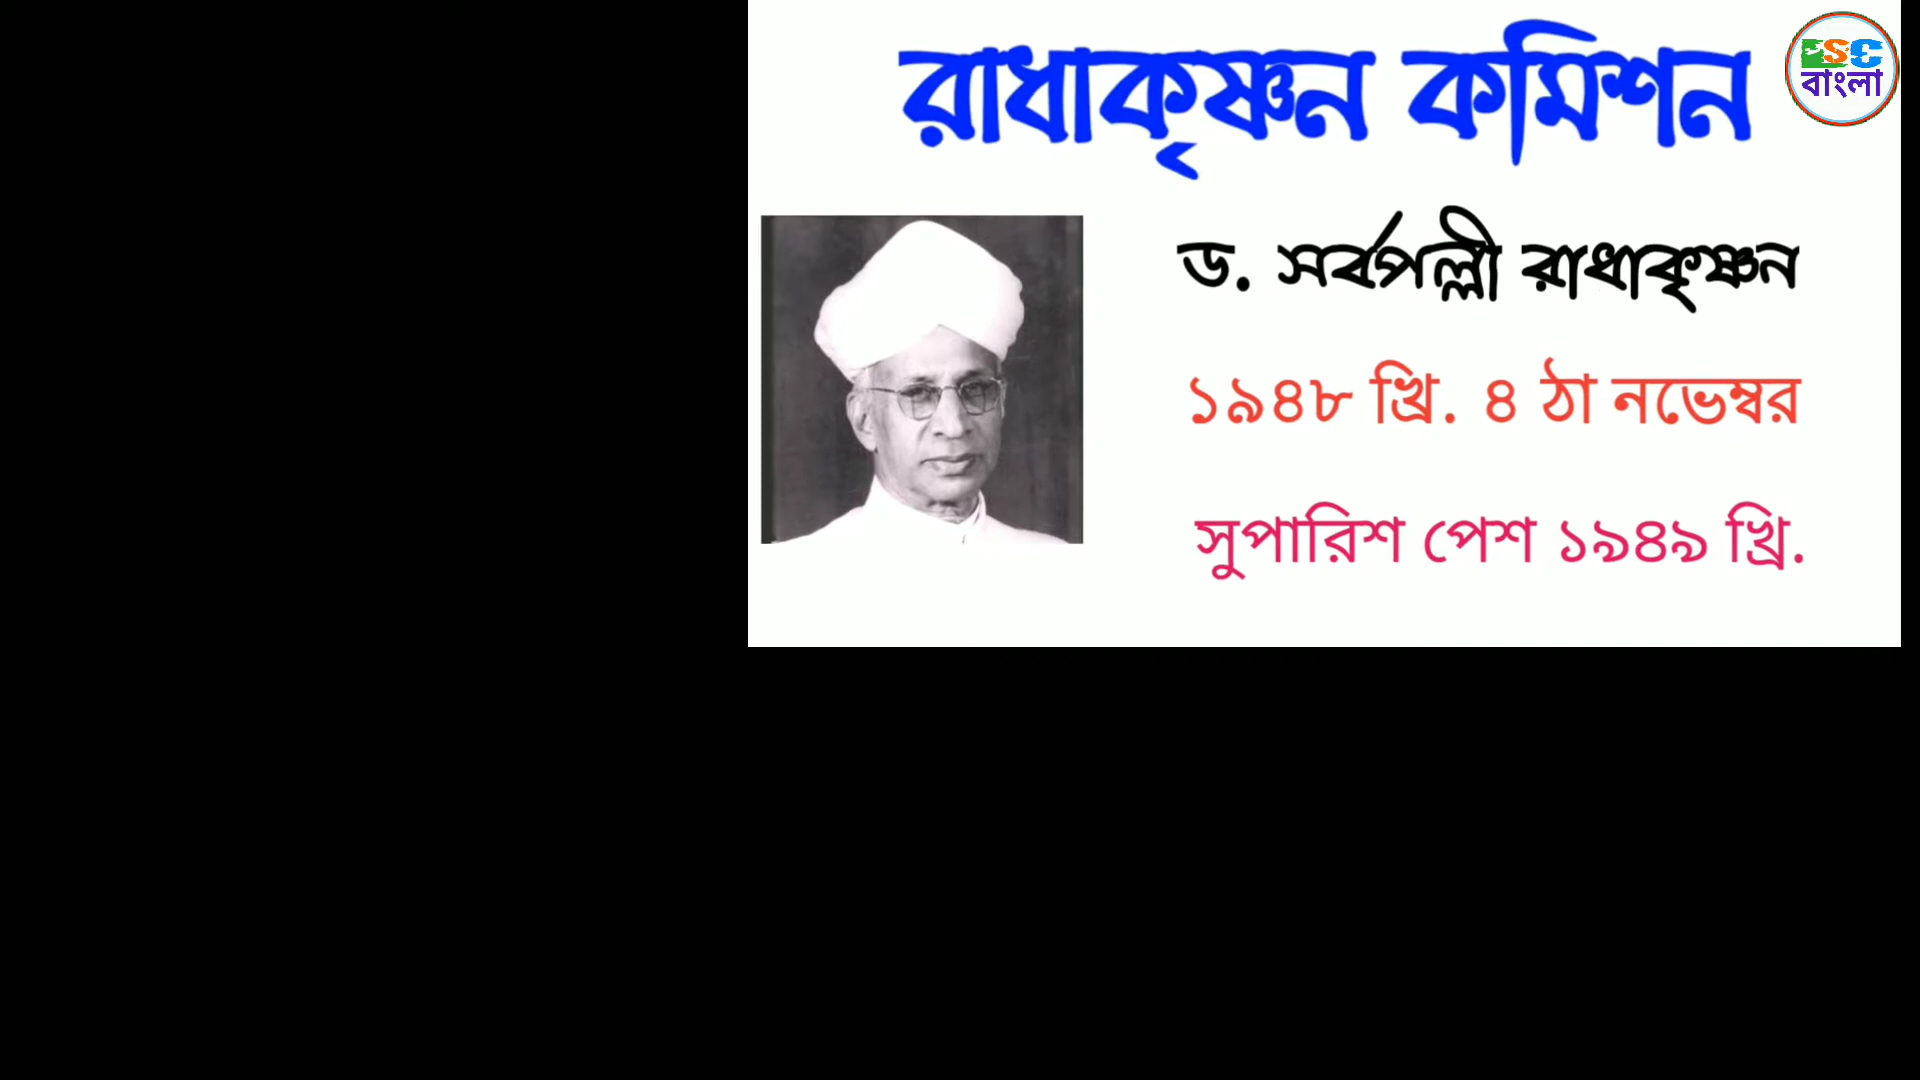 রাধাকৃষ্ণন কমিশন
ESC
বাংলা
ড. সর্বপল্লী রাধাকৃষ্ণন
১৯৪৮ খ্রি. ৪ ঠা নভেম্বর
সুপারিশ পেশ ১৯৪৯ খ্রি.